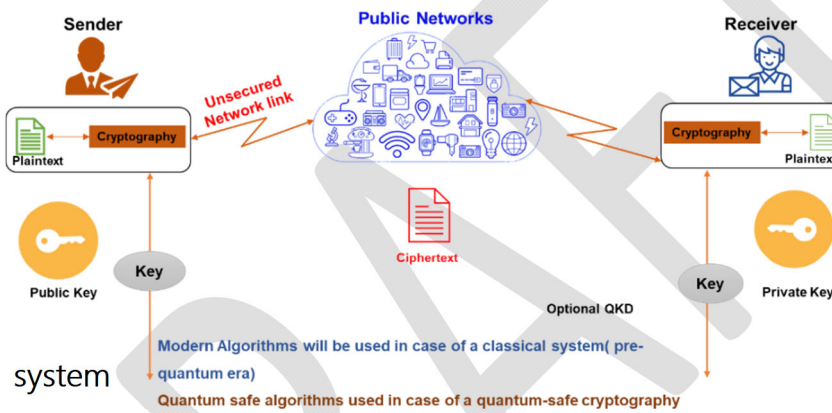 Public Networks
Sender
Receiver
Unsecured
Network link
Cryptography
Plaintext
Cryptography
Plaintext
Ciphertext
Key
Public Key
Key
Private Key
Optional QKD
Modern Algorithms will be used in case of a classical system( pre-
quantum era)
system
Quantum safe algorithms used in case of a quantum-safe cryptography